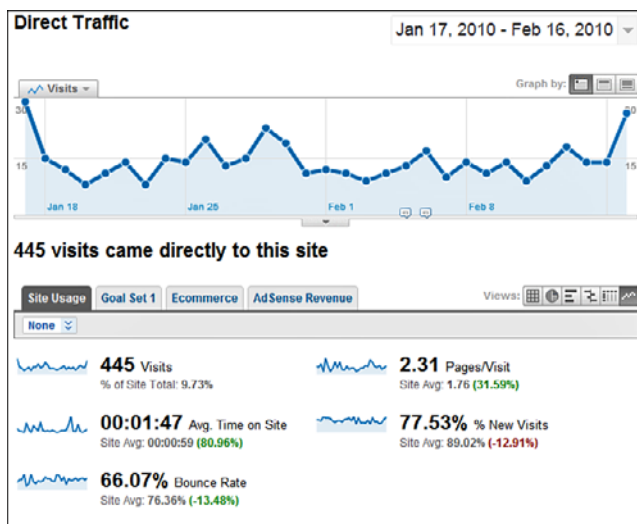 Direct Traffic
Jan 17, 2010 - Feb 16, 2010
Visits
Graph by:
30
30
15
15
Jan 18
Jan 25
Feb 1
Feb 8
445 visits came directly to this site
Site Usage
Goal Set 1
Ecommerce
AdSense Revenue
Views:
None
445 Visits
% of Site Total: 9.73%
2.31 Pages/Visit
Site Avg: 1.76 (31.59%)
00:01:47 Avg. Time on Site
Site Avg: 00:00:59 (80.96%)
77.53% % New Visits
Site Avg: 89.02% (-12.91%)
66.07% Bounce Rate
Site Avg: 76.36% (-13.48%)